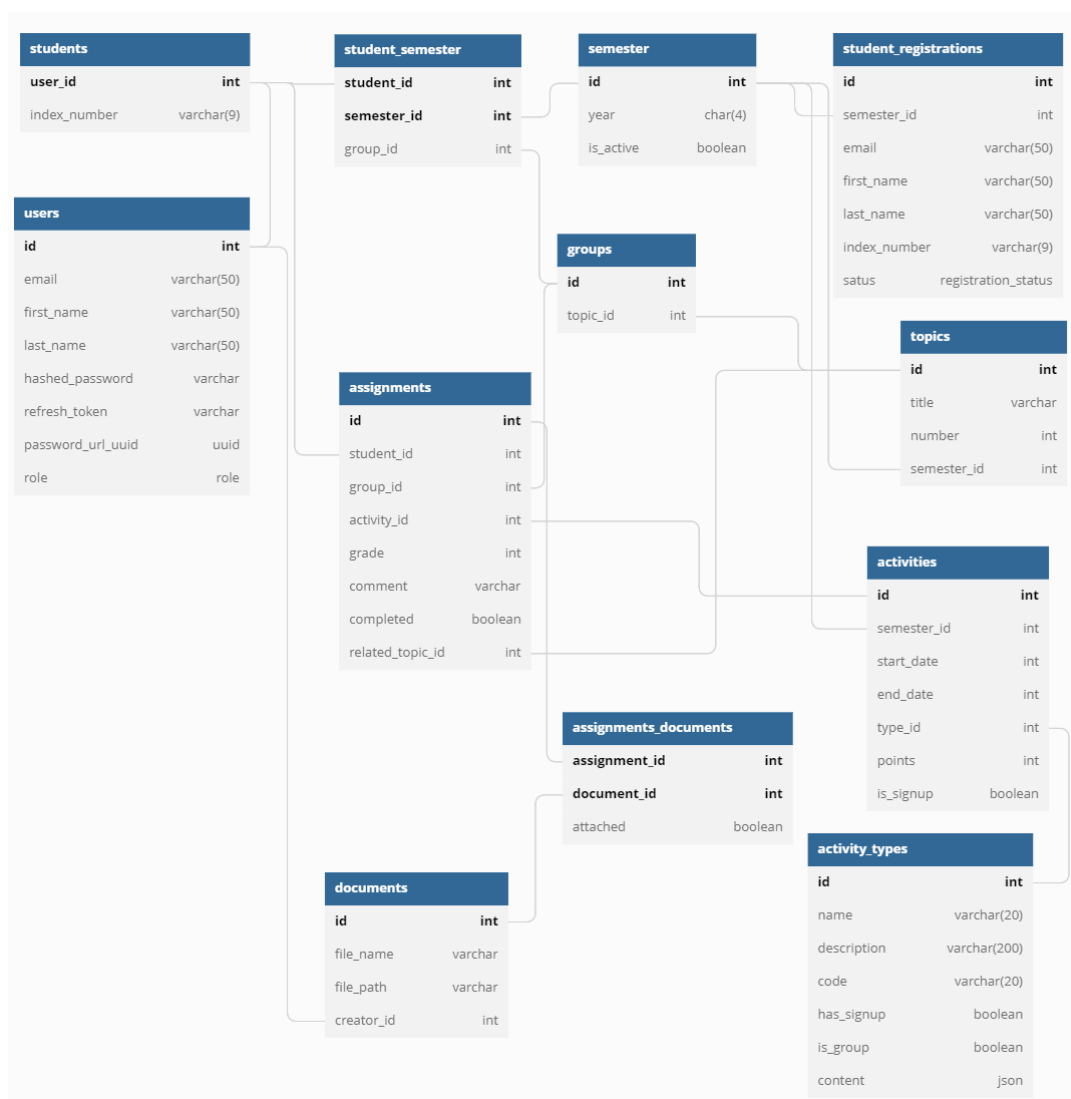 students
user_id int
index_number varchar(9)
student_semester
student_id int
semester_id int
group_id int
semester
id int
year char(4)
is_active boolean
student_registrations
id int
semester_id int
email varchar(50)
first_name varchar(50)
last_name varchar(50)
index_number varchar(9)
satus registration_status
users
id int
email varchar(50)
first_name varchar(50)
last_name varchar(50)
hashed_password varchar
refresh_token varchar
password_url_uuid uuid
role role
groups
id int
topic_id int
topics
id int
title varchar
number int
semester_id int
assignments
id int
student_id int
group_id int
activity_id int
grade int
comment varchar
completed boolean
related_topic_id int
activities
id int
semester_id int
start_date int
end_date int
type_id int
points int
is_signup boolean
assignments_documents
assignment_id int
document_id int
attached boolean
documents
id int
file_name varchar
file_path varchar
creator_id int
activity_types
id int
name varchar(20)
description varchar(200)
code varchar(20)
has_signup boolean
is_group boolean
content json